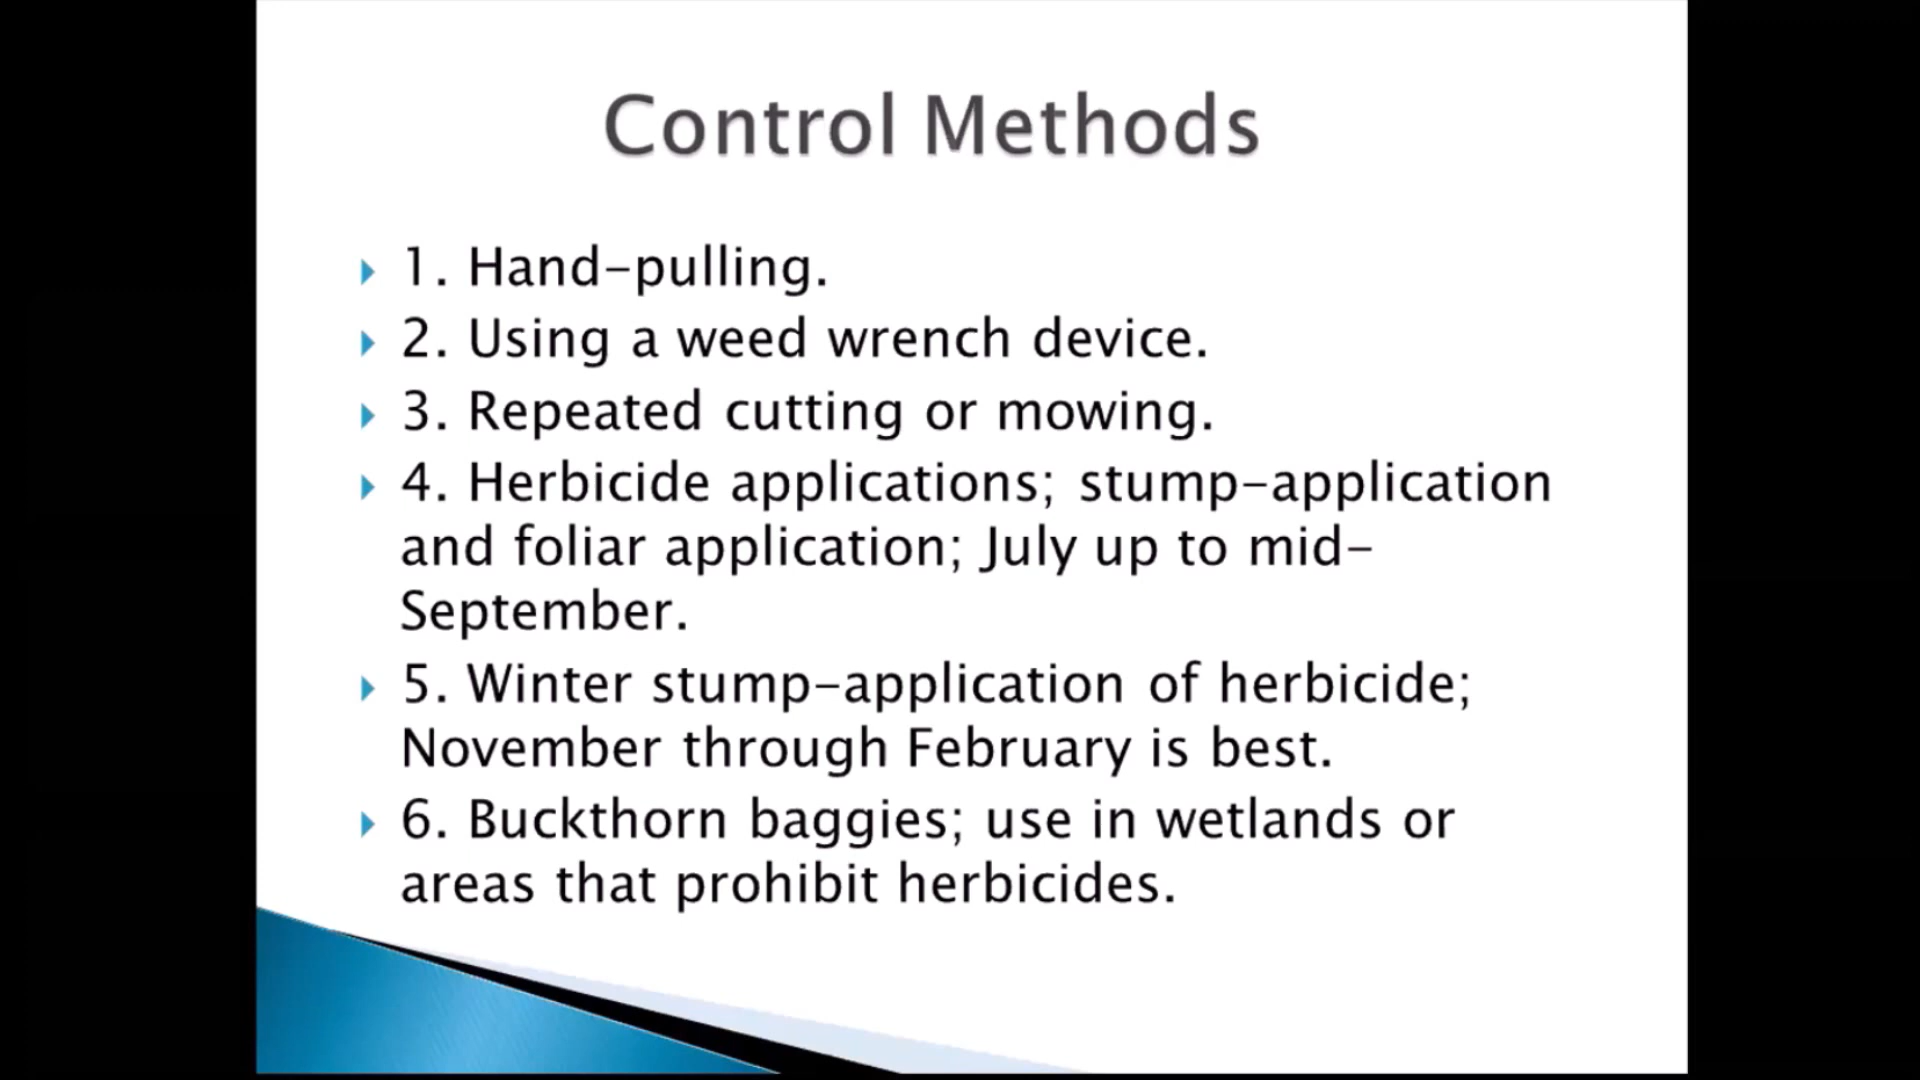 Control Methods
1. Hand-pulling.
2. Using a weed wrench device.
3. Repeated cutting or mowing.
4. Herbicide applications; stump-application
and foliar application; July up to mid-
September.
5. Winter stump-application of herbicide;
November through February is best.
6. Buckthorn baggies; use in wetlands or
areas that prohibit herbicides.